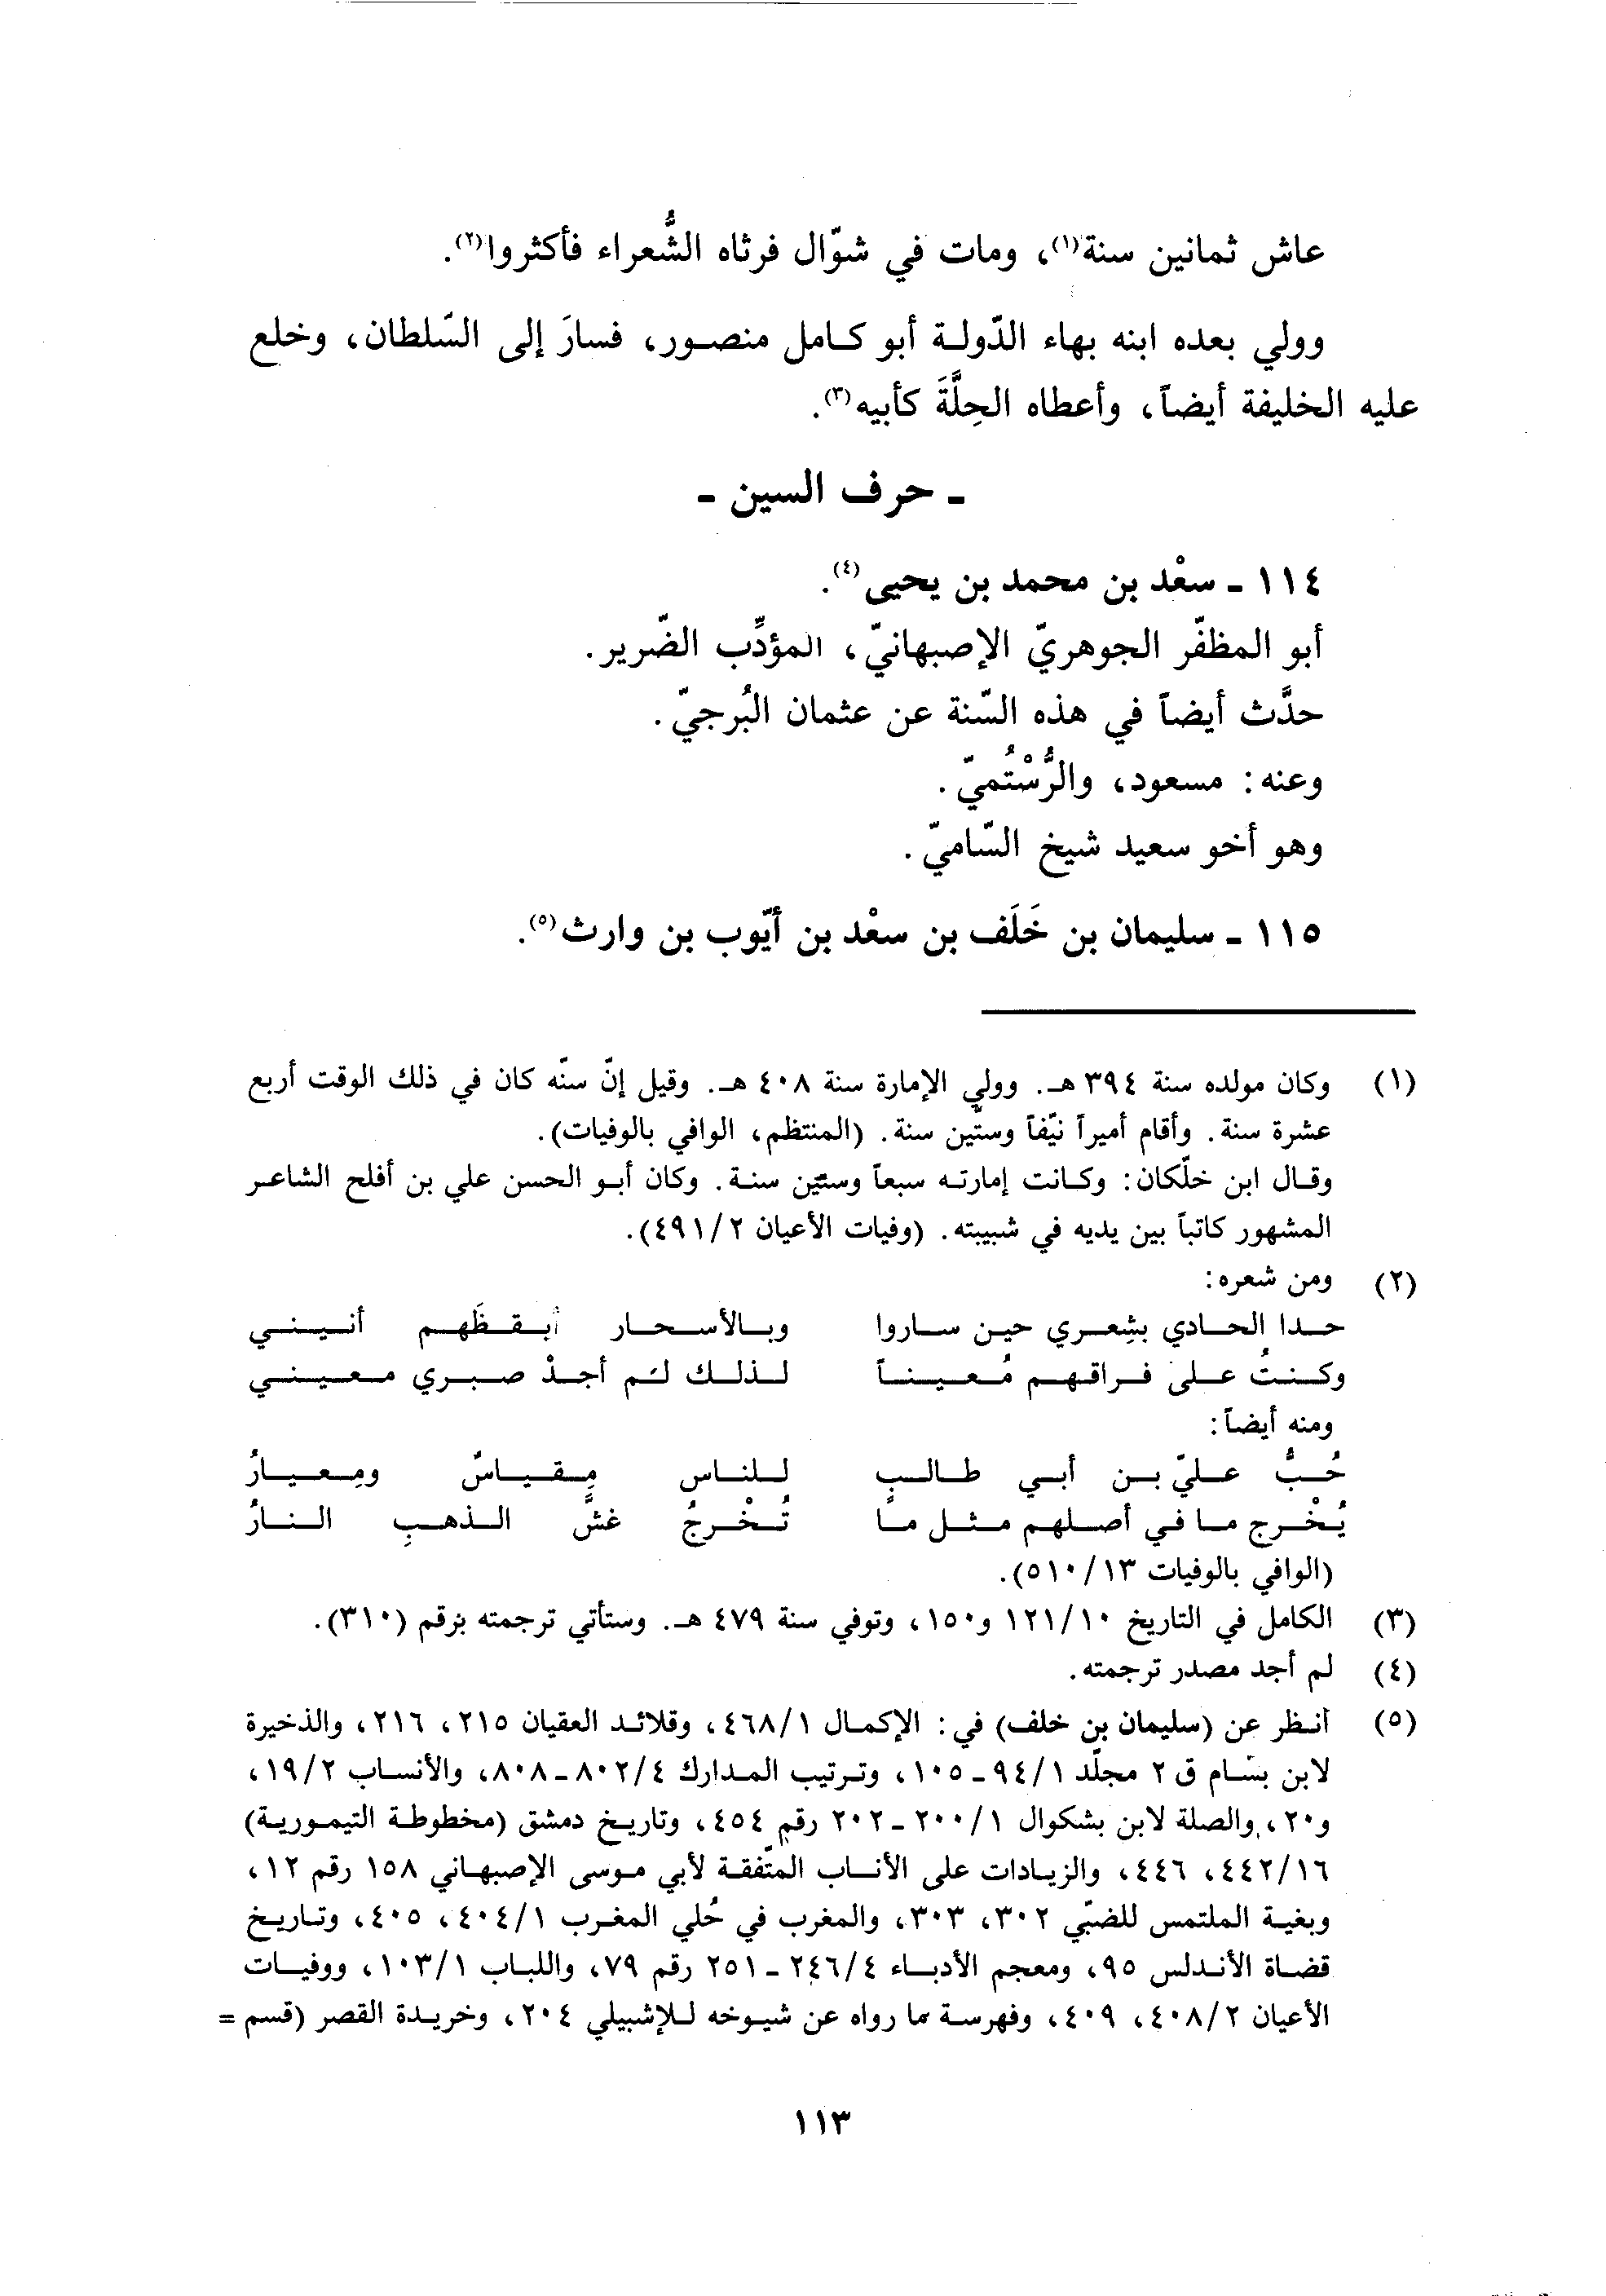 عاش ثمانين سنة(١)، ومات في شوّال فرثاه الشُّعراء فأكثروا(٢).
وولي بعده ابنه بهاء الدّولة أبو كامل منصور، فسارَ إلى السّلطان، وخلع
عليه الخليفة أيضاً، وأعطاه الحِلَّةَ كأبيه(٣).
ـ حرف السين ـ
١١٤ ـ سعْد بن محمد بن يحيى(٤).
أبو المظفّر الجوهريّ الإصبهانيّ، المؤدِّب الضّرير.
حدَّث أيضاً في هذه السّنة عن عثمان البُرجيّ.
وعنه: مسعود، والرُّسْتُميّ.
وهو أخو سعيد شيخ السّاميّ.
١١٥ ـ سليمان بن خَلَف بن سعْد بن أيّوب بن وارث(٥).
(١) وكان مولده سنة ٣٩٤ هـ. وولي الإمارة سنة ٤٠٨ هـ. وقيل إنّ سنّه كان في ذلك الوقت أربع
عشرة سنة. وأقام أميراً نيّفاً وستّين سنة. (المنتظم، الوافي بالوفيات).
وقال ابن خلّكان: وكانت إمارته سبعاً وستّين سنة. وكان أبو الحسن علي بن أفلح الشاعر
المشهور كاتباً بين يديه في شبيبته. (وفيات الأعيان ٢/٤٩١).
(٢) ومن شعره:
حدا الحادي بشِعري حين ساروا وبالأسحار أيقظَهم أنيني
وكنتُ على فراقهم مُعيناً لذلك لم أجدْ صبري معيني
ومنه أيضاً:
حُبُّ عليّ بن أبي طالبٍ للناس مِقياسٌ ومِعيارُ
يُخْرج ما في أصلهم مثل ما تُخْرجُ غشَّ الذهبِ النارُ
(الوافي بالوفيات ١٣/٥١٠).
(٣) الكامل في التاريخ ١٠/١٢١ و١٥٠، وتوفي سنة ٤٧٩ هـ. وستأتي ترجمته برقم (٣١٠).
(٤) لم أجد مصدر ترجمته.
(٥) أنظر عن (سليمان بن خلف) في: الإكمال ١/٤٦٨، وقلائد العقيان ٢١٥، ٢١٦، والذخيرة
لابن بسّام ق ٢ مجلّد ١/٩٤ ـ ١٠٥، وترتيب المدارك ٤/٨٠٢ ـ ٨٠٨، والأنساب ٢/١٩،
و٢٠، والصلة لابن بشكوال ١/٢٠٠ ـ ٢٠٢ رقم ٤٥٤، وتاريخ دمشق (مخطوطة التيمورية)
١٦/٤٤٢، ٤٤٦، والزيادات على الأناب المتّفقة لأبي موسى الإصبهاني ١٥٨ رقم ١٢،
وبغية الملتمس للضبّي ٣٠٢، ٣٠٣، والمغرب في حُلي المغرب ١/٤٠٤، ٤٠٥، وتاريخ
قضاة الأندلس ٩٥، ومعجم الأدباء ٤/٢٤٦ ـ ٢٥١ رقم ٧٩، واللباب ١/١٠٣، ووفيات
الأعيان ٢/٤٠٨، ٤٠٩، وفهرسة ما رواه عن شيوخه للإشبيلي ٢٠٤، وخريدة القصر (قسم =
١١٣